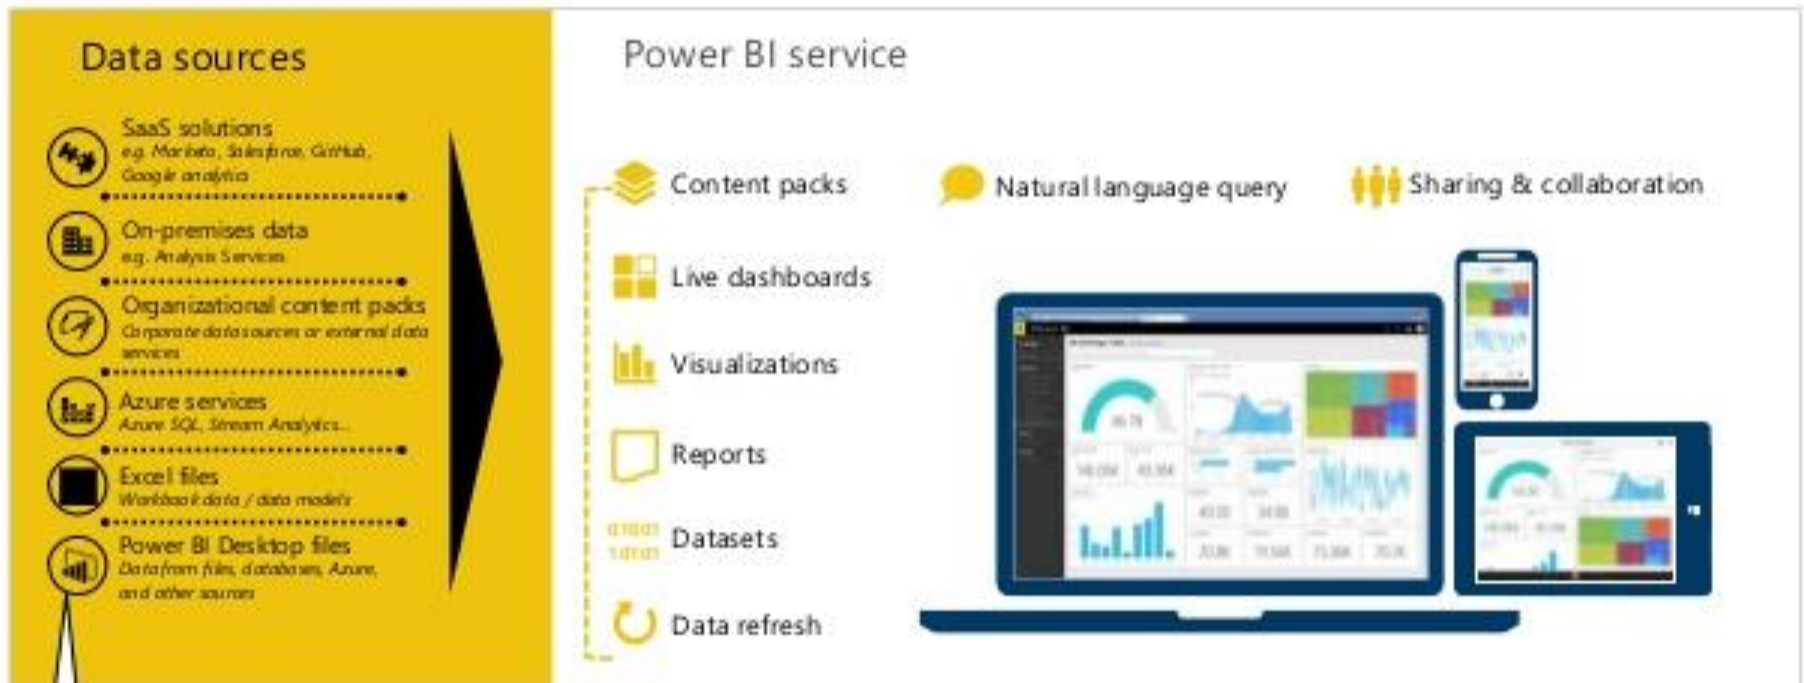 Data sources
SaaS solutions
e.g. Marketo, Salesforce, GitHub,
Google analytics
On-premises data
e.g. Analysis Services
Organizational content packs
Corporate data sources or external data
services
Azure services
Azure SQL, Stream Analytics...
Excel files
Workbook data / data models
Power BI Desktop files
Data from files, databases, Azure,
and other sources
Power BI service
Content packs
Natural language query
Sharing & collaboration
Live dashboards
Visualizations
Reports
01001
10101
Datasets
Data refresh